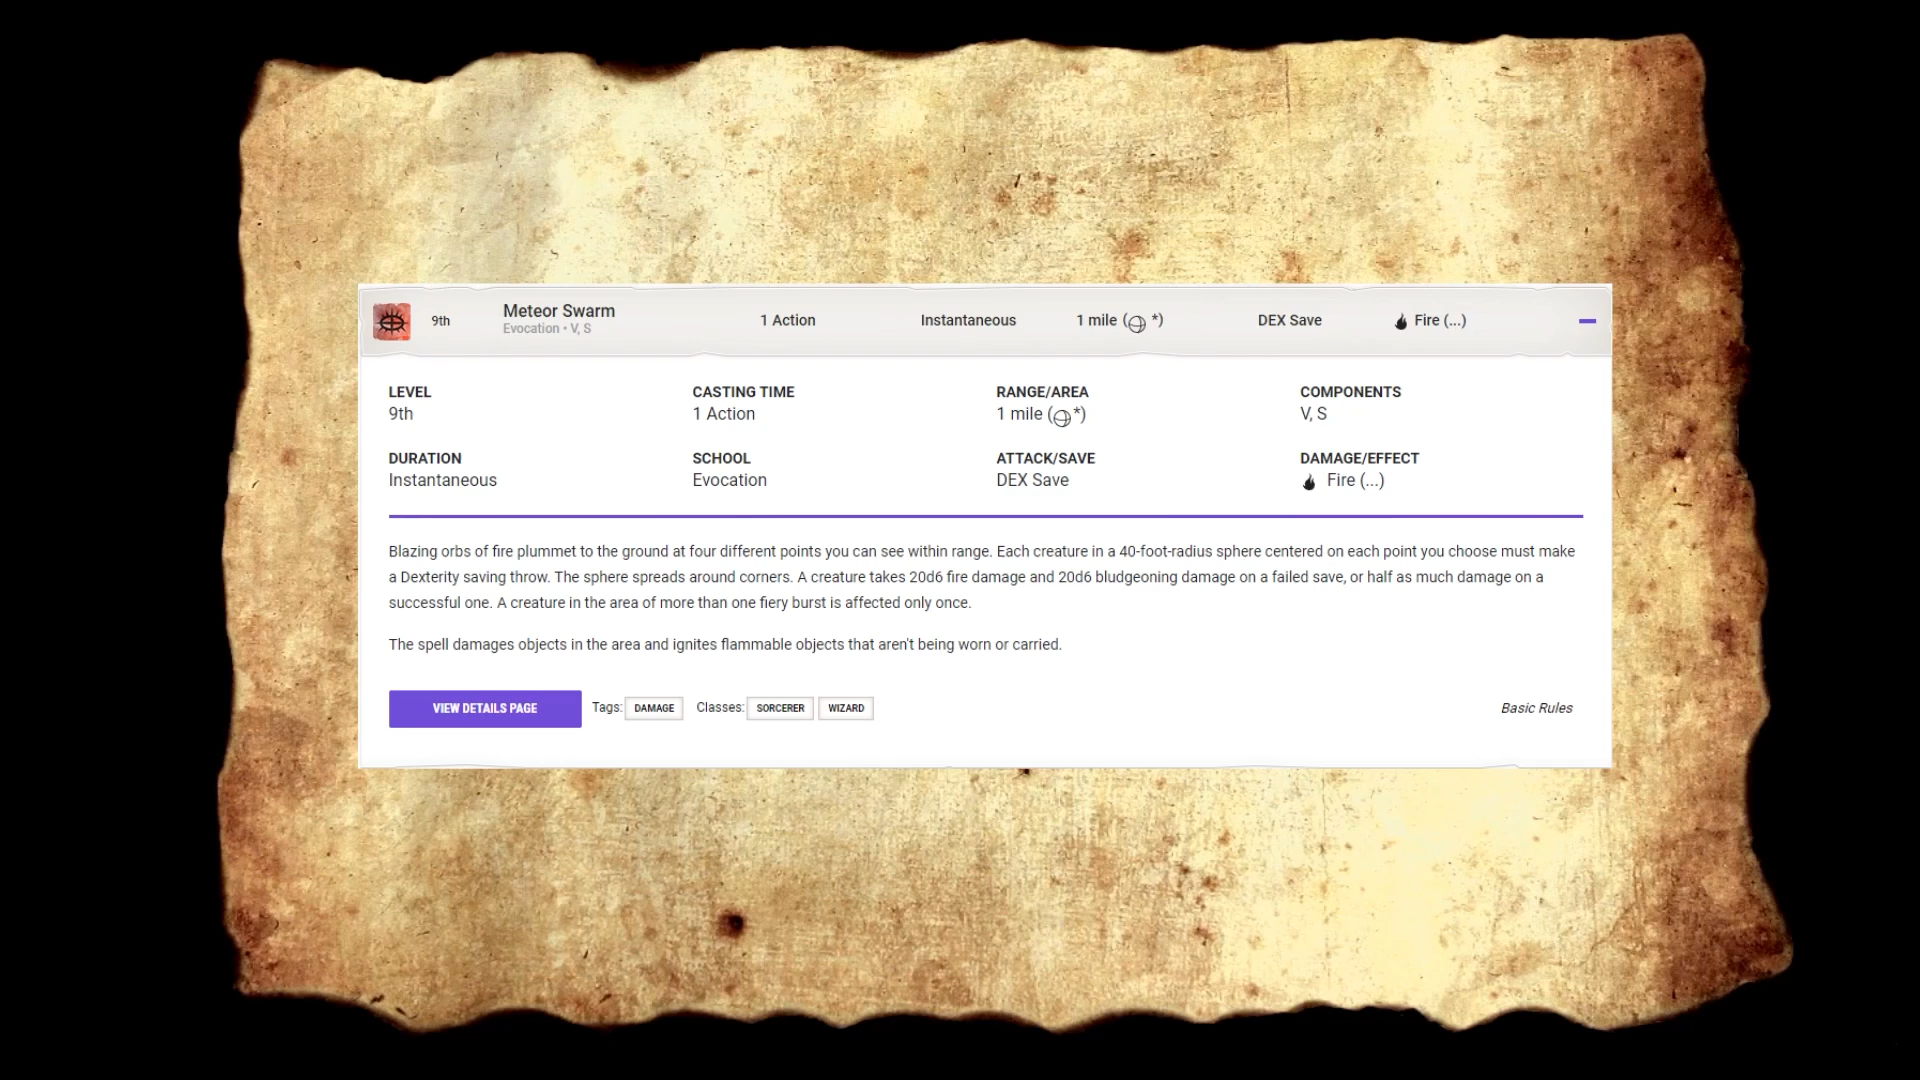 9th Meteor Swarm 1 Action Instantaneous 1 mile ( *) DEX Save Fire (...)
Evocation • V, S
LEVEL CASTING TIME RANGE/AREA COMPONENTS
9th 1 Action 1 mile ( *) V, S
DURATION SCHOOL ATTACK/SAVE DAMAGE/EFFECT
Instantaneous Evocation DEX Save Fire (...)
Blazing orbs of fire plummet to the ground at four different points you can see within range. Each creature in a 40-foot-radius sphere centered on each point you choose must make
a Dexterity saving throw. The sphere spreads around corners. A creature takes 20d6 fire damage and 20d6 bludgeoning damage on a failed save, or half as much damage on a
successful one. A creature in the area of more than one fiery burst is affected only once.
The spell damages objects in the area and ignites flammable objects that aren't being worn or carried.
VIEW DETAILS PAGE Tags: DAMAGE Classes: SORCERER WIZARD Basic Rules